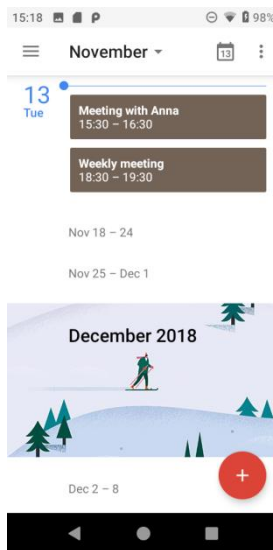 15:18 98%
November
13
13
Tue
Meeting with Anna
15:30 – 16:30
Weekly meeting
18:30 – 19:30
Nov 18 – 24
Nov 25 – Dec 1
December 2018
Dec 2 – 8